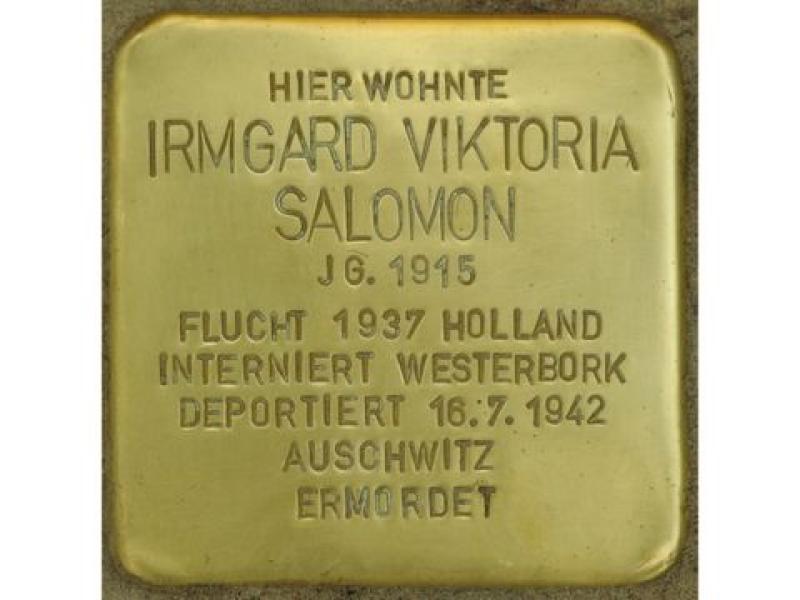 HIER WOHNTE
IRMGARD VIKTORIA
SALOMON
JG. 1915
FLUCHT 1937 HOLLAND
INTERNIERT WESTERBORK
DEPORTIERT 16.7.1942
AUSCHWITZ
ERMORDET